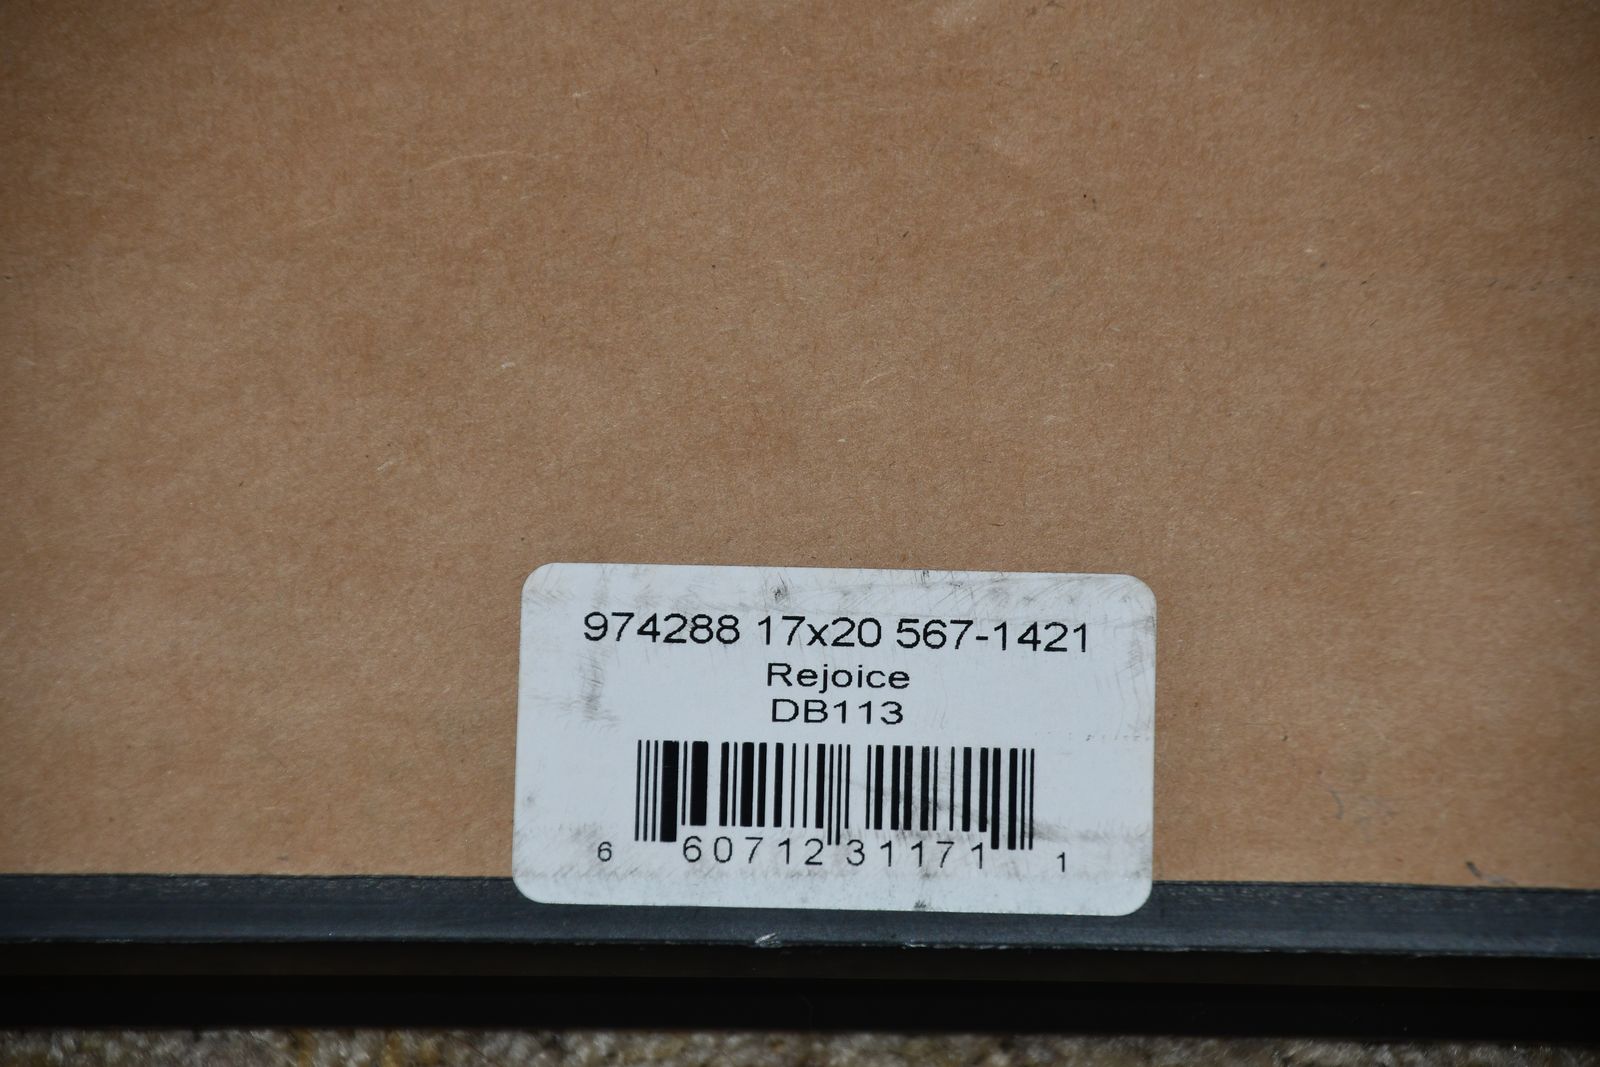 974288 17x20 567-1421
Rejoice
DB113
6 60712 31171 1